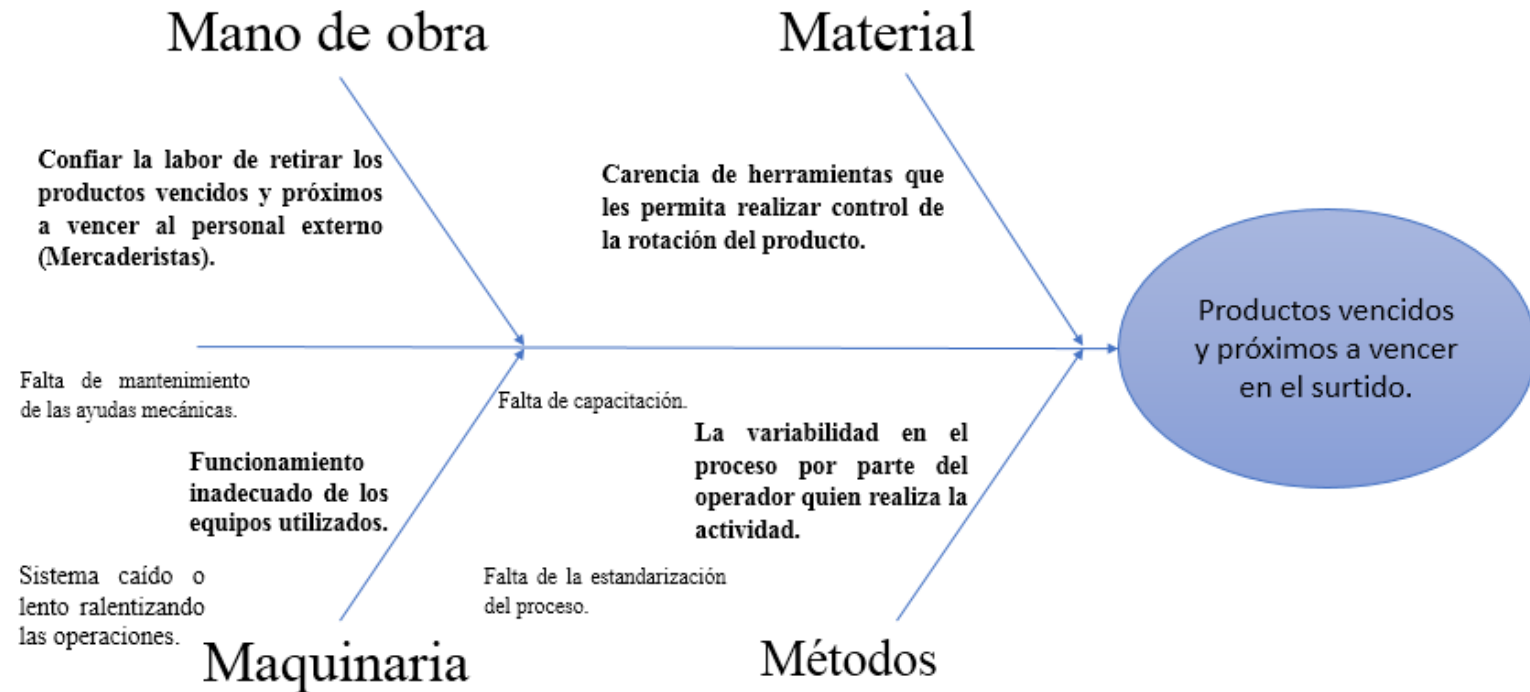 Mano de obra
Material
Confiar la labor de retirar los
productos vencidos y próximos
a vencer al personal externo
(Mercaderistas).
Carencia de herramientas que
les permita realizar control de
la rotación del producto.
Productos vencidos
y próximos a vencer
en el surtido.
Falta de mantenimiento
de las ayudas mecánicas.
Funcionamiento
inadecuado de los
equipos utilizados.
Sistema caído o
lento ralentizando
las operaciones.
Maquinaria
Falta de capacitación.
La variabilidad en el
proceso por parte del
operador quien realiza la
actividad.
Falta de la estandarización
del proceso.
Métodos